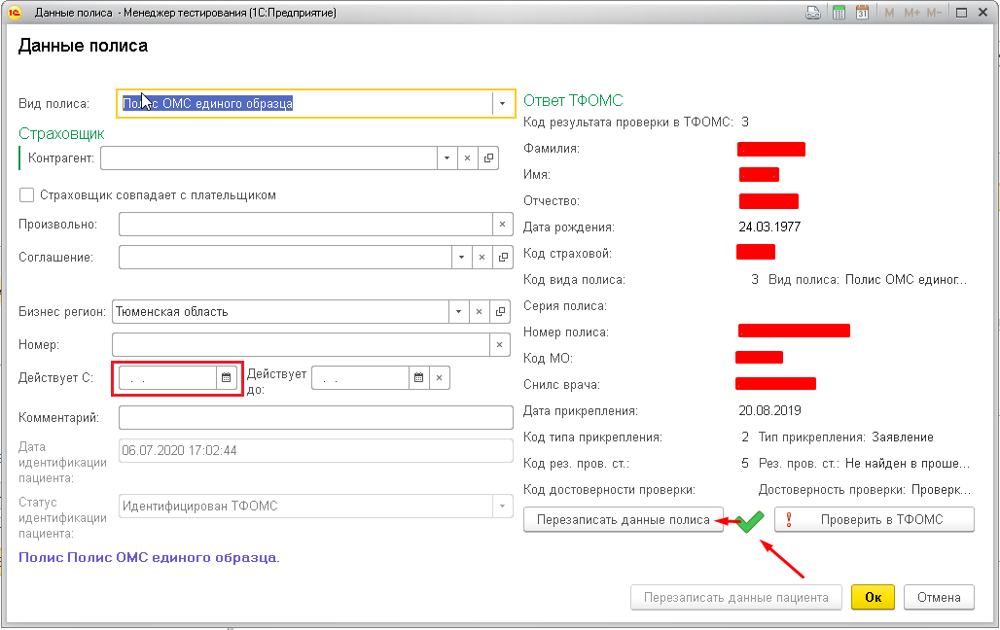 Данные полиса - Менеджер тестирования (1С:Предприятие)
31 M M+ M-
Данные полиса
Вид полиса: Полис ОМС единого образца
Страховщик
Контрагент:
Страховщик совпадает с плательщиком
Произвольно:
Соглашение:
Бизнес регион: Тюменская область
Номер:
Действует С: . . Действует до: . .
Комментарий:
Дата
идентификации
пациента:
06.07.2020 17:02:44
Статус
идентификации
пациента:
Идентифицирован ТФОМС
Полис Полис ОМС единого образца.
Ответ ТФОМС
Код результата проверки в ТФОМС: 3
Фамилия:
Имя:
Отчество:
Дата рождения: 24.03.1977
Код страховой:
Код вида полиса: 3 Вид полиса: Полис ОМС единог...
Серия полиса:
Номер полиса:
Код МО:
Снилс врача:
Дата прикрепления: 20.08.2019
Код типа прикрепления: 2 Тип прикрепления: Заявление
Код рез. пров. ст.: 5 Рез. пров. ст.: Не найден в проше...
Код достоверности проверки: Достоверность проверки: Проверк...
Перезаписать данные полиса ! Проверить в ТФОМС
Перезаписать данные пациента Ок Отмена